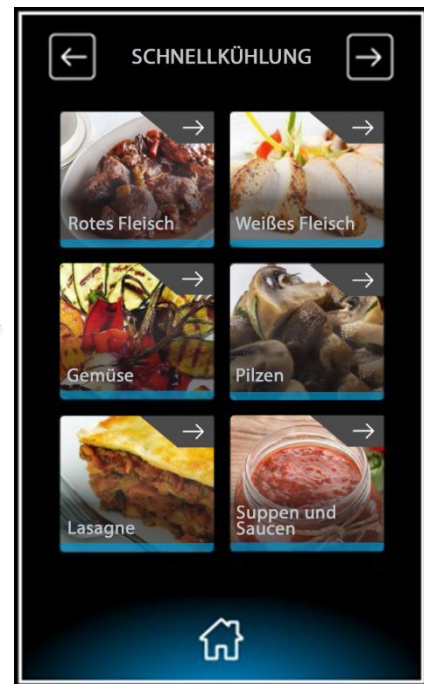 SCHNELLKÜHLUNG
Rotes Fleisch
Weißes Fleisch
Gemüse
Pilzen
Lasagne
Suppen und
Saucen